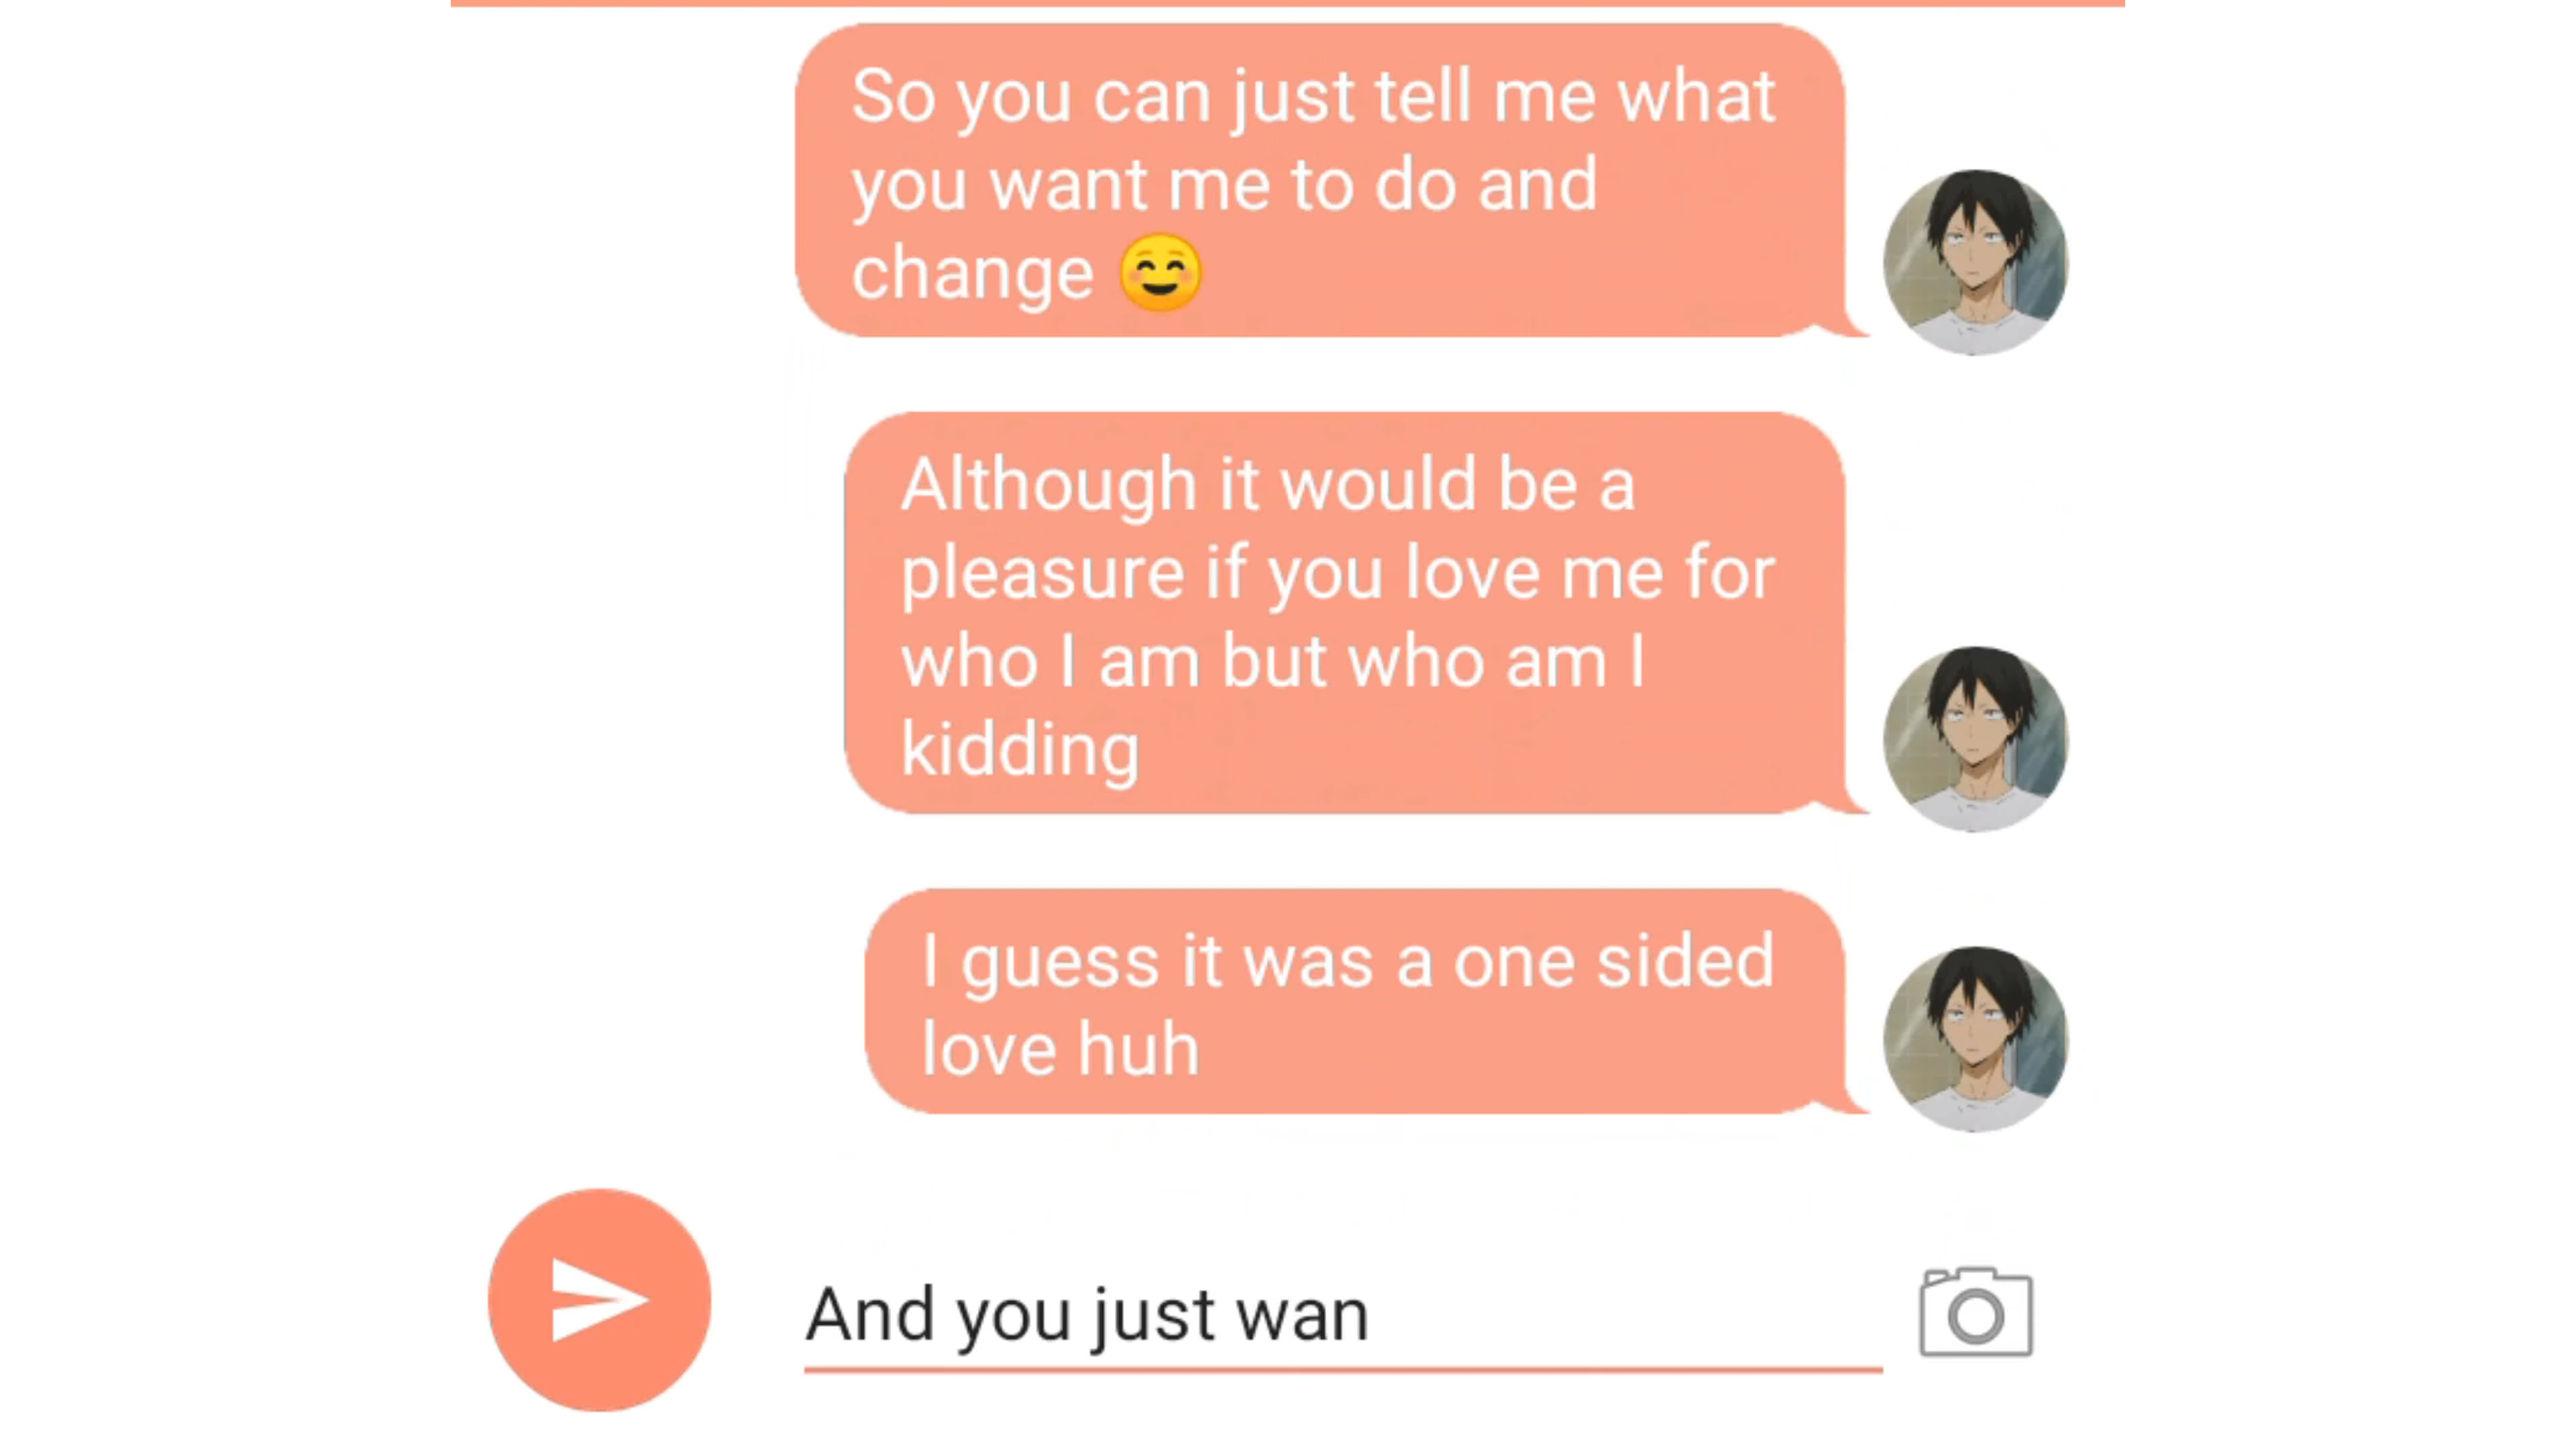 So you can just tell me what
you want me to do and
change ☺️
Although it would be a
pleasure if you love me for
who I am but who am I
kidding
I guess it was a one sided
love huh
And you just wan